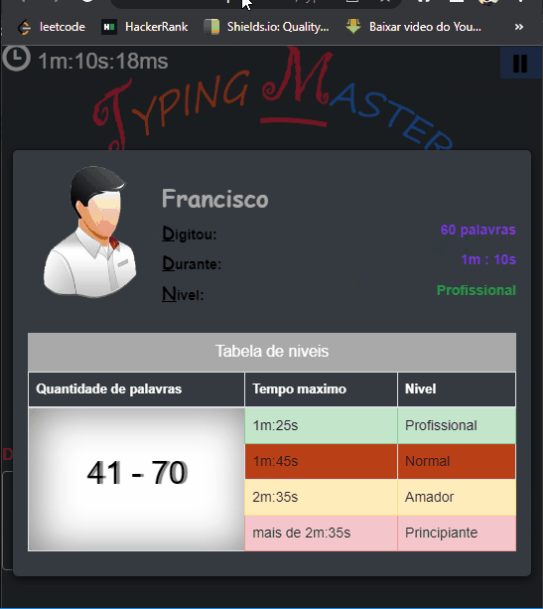 leetcode HackerRank Shields.io: Quality... Baixar video do You... »
1m:10s:18ms
Typing Master
Francisco
Digitou: 60 palavras
Durante: 1m : 10s
Nivel: Profissional
Tabela de niveis
Quantidade de palavras Tempo maximo Nivel
41 - 70
1m:25s Profissional
1m:45s Normal
2m:35s Amador
mais de 2m:35s Principiante